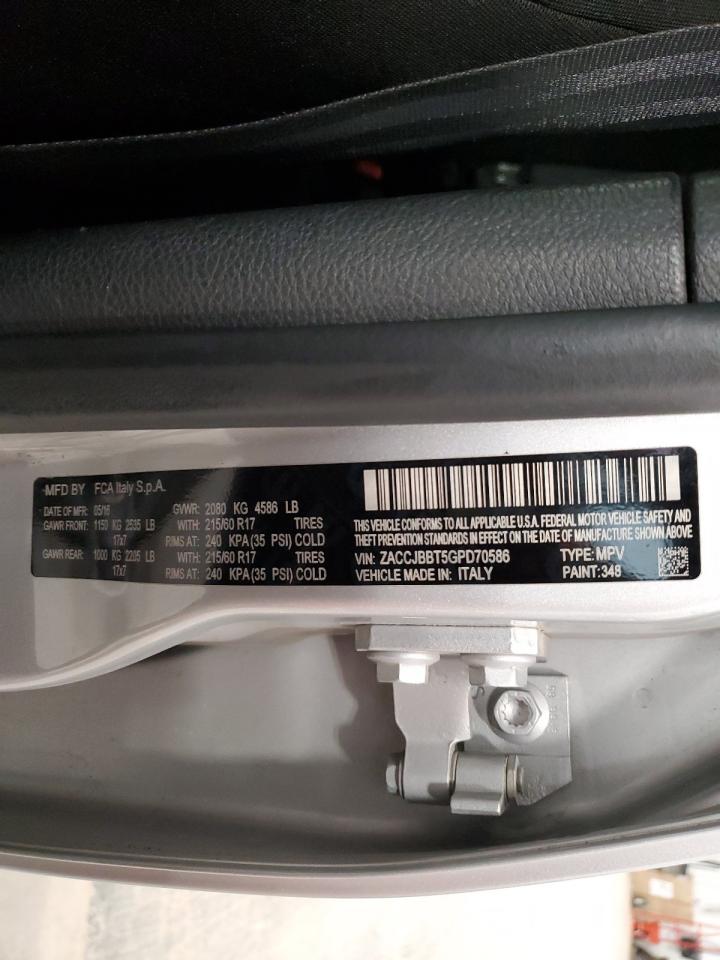 MFD BY FCA Italy S.p.A.
DATE OF MFR: 05/16 GWVR: 2080 KG 4586 LB
GAWR FRONT: 1150 KG 2535 LB WITH: 215/60 R17 TIRES
17x7 RJMS AT: 240 KPA(35 PSI) COLD
GAWR REAR: 1000 KG 2205 LB WITH: 215/60 R17 TIRES
17x7 RJMS AT: 240 KPA(35 PSI) COLD
THIS VEHICLE CONFORMS TO ALL APPLICABLE U.S.A. FEDERAL MOTOR VEHICLE SAFETY AND
THEFT PREVENTION STANDARDS IN EFFECT ON THE DATE OF MANUFACTURE SHOWN ABOVE
VIN: ZACCJBBT5GPD70586 TYPE: MPV
VEHICLE MADE IN: ITALY PAINT: 348